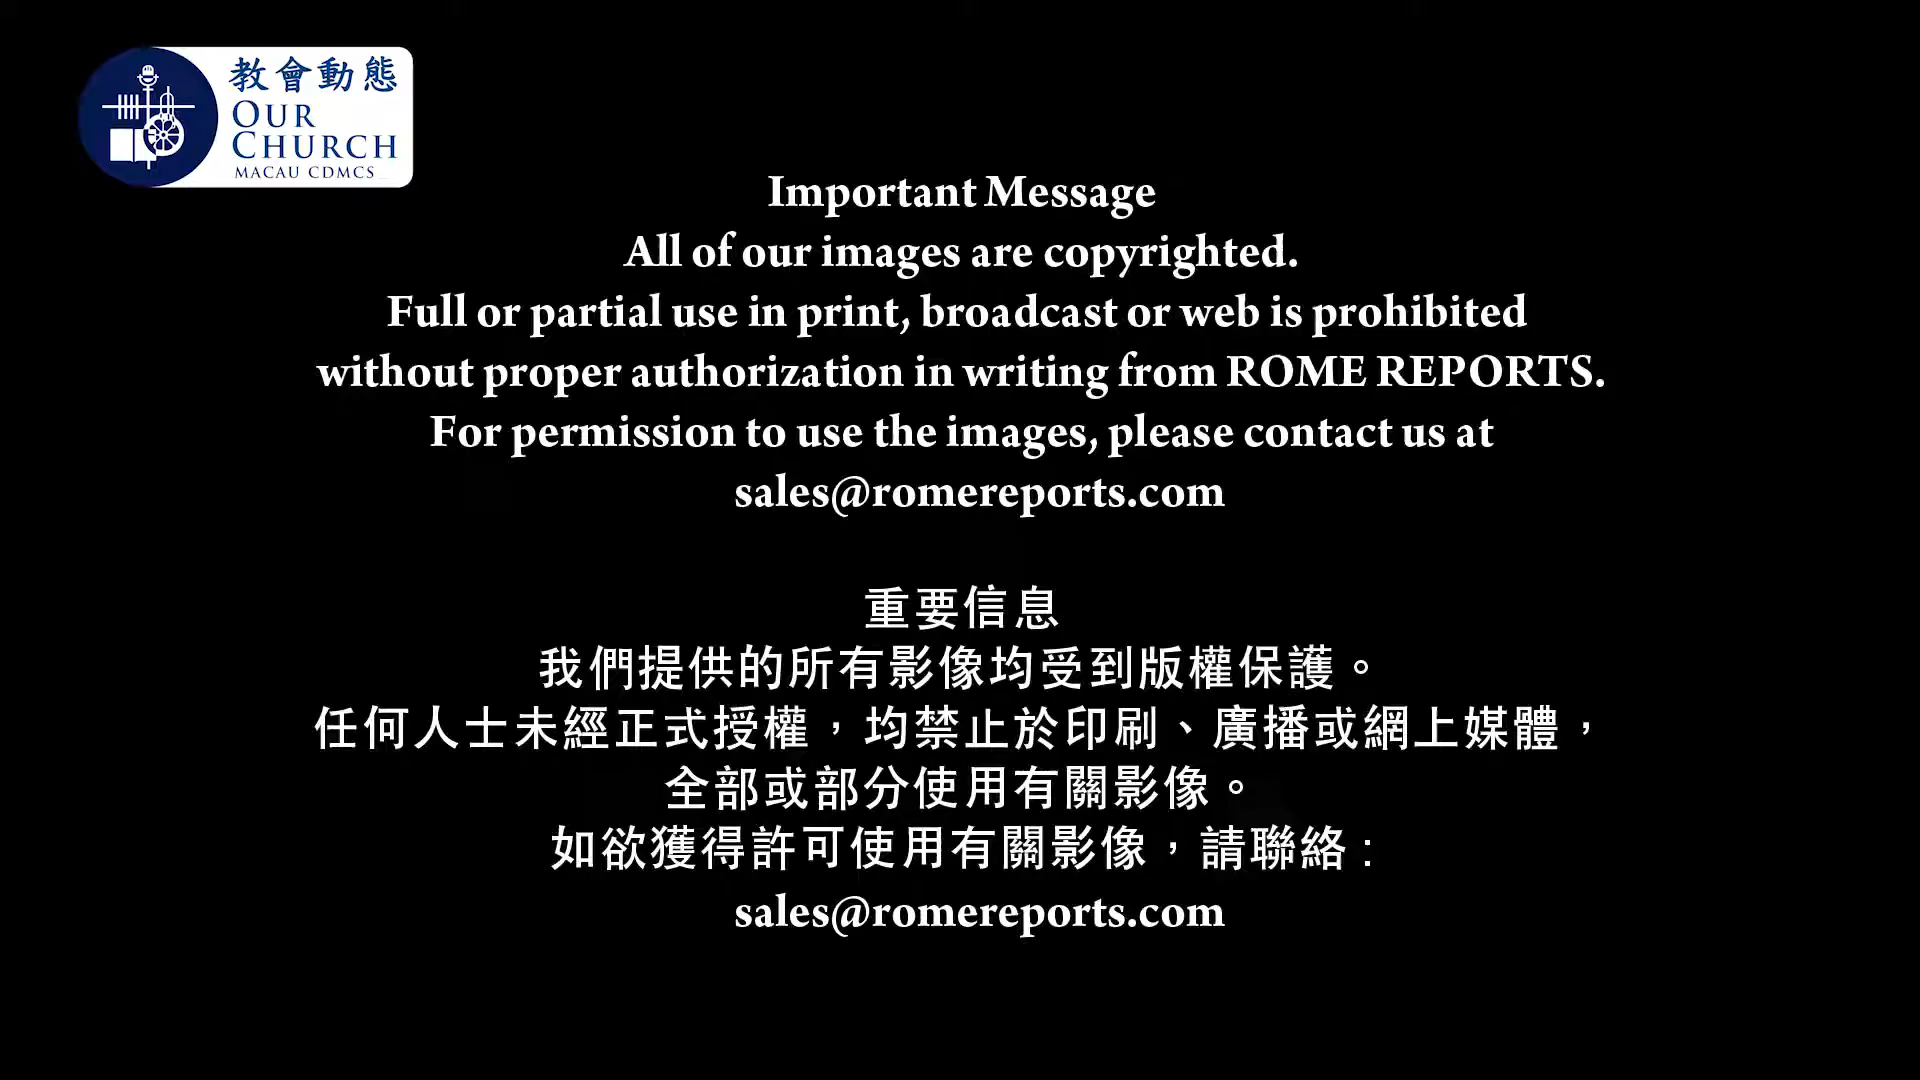 教會動態
OUR
CHURCH
MACAU CDMCS
Important Message
All of our images are copyrighted.
Full or partial use in print, broadcast or web is prohibited
without proper authorization in writing from ROME REPORTS.
For permission to use the images, please contact us at
sales@romereports.com
重要信息
我們提供的所有影像均受到版權保護。
任何人士未經正式授權，均禁止於印刷、廣播或網上媒體，
全部或部分使用有關影像。
如欲獲得許可使用有關影像，請聯絡：
sales@romereports.com